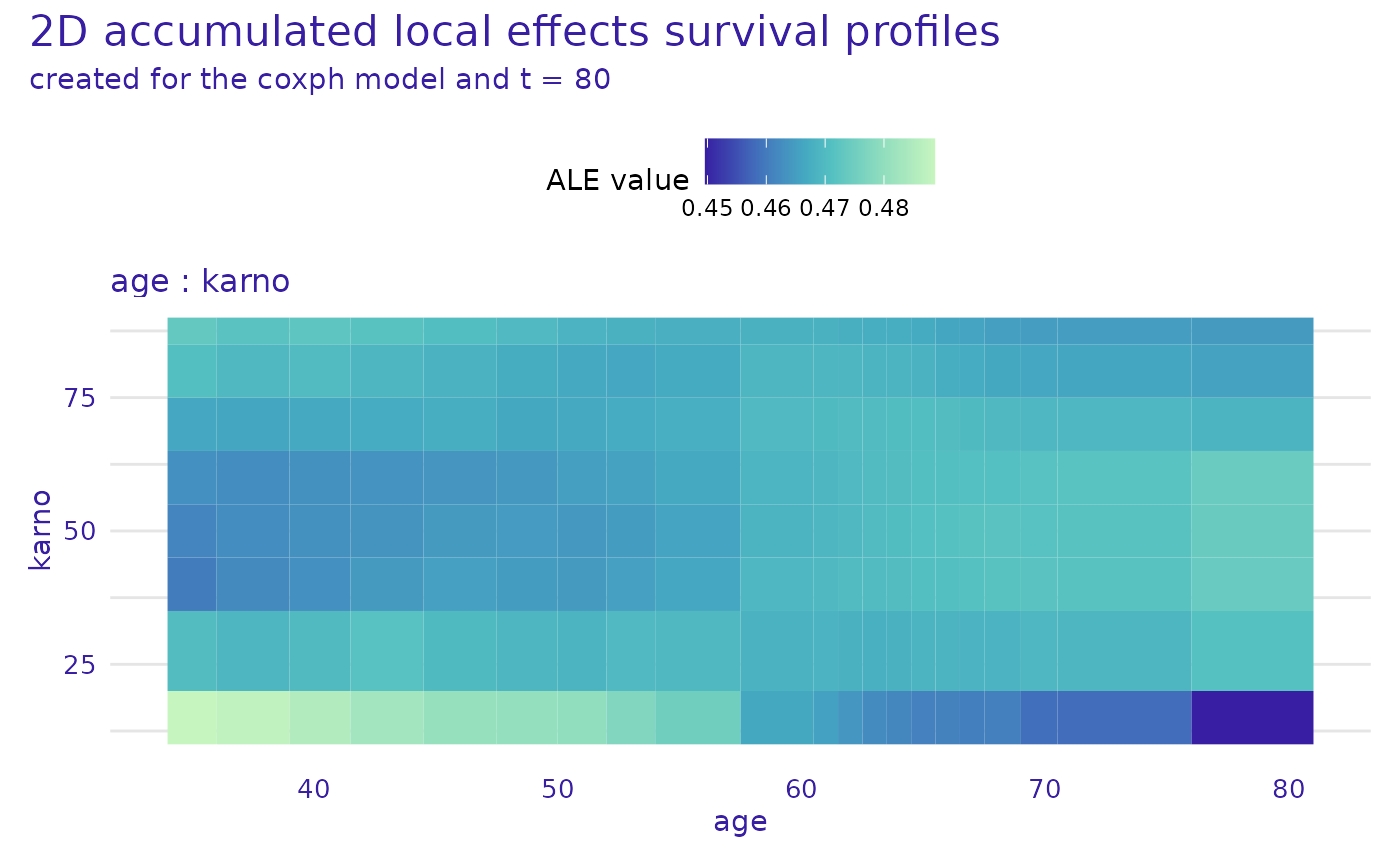 2D accumulated local effects survival profiles
created for the coxph model and t = 80
ALE value
0.45 0.46 0.47 0.48
age : karno
75
50
25
karno
40 50 60 70 80
age